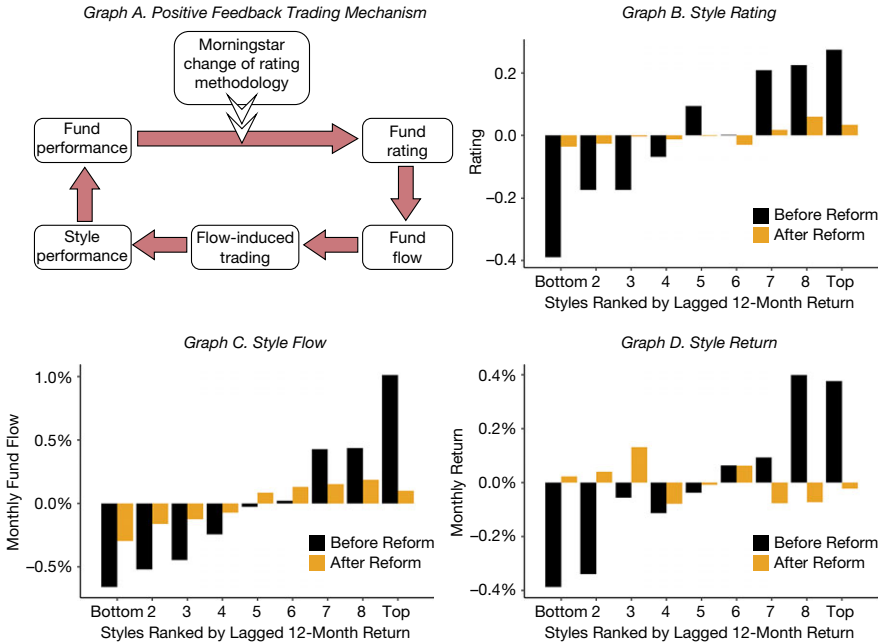 Graph A. Positive Feedback Trading Mechanism
Morningstar
change of rating
methodology
Fund
performance
Fund
rating
Style
performance
Flow-induced
trading
Fund
flow
Graph B. Style Rating
Rating
0.2
0.0
−0.2
−0.4
Before Reform
After Reform
Bottom 2 3 4 5 6 7 8 Top
Styles Ranked by Lagged 12-Month Return
Graph C. Style Flow
Monthly Fund Flow
1.0%
0.5%
0.0%
−0.5%
Before Reform
After Reform
Bottom 2 3 4 5 6 7 8 Top
Styles Ranked by Lagged 12-Month Return
Graph D. Style Return
Monthly Return
0.4%
0.2%
0.0%
−0.2%
−0.4%
Before Reform
After Reform
Bottom 2 3 4 5 6 7 8 Top
Styles Ranked by Lagged 12-Month Return